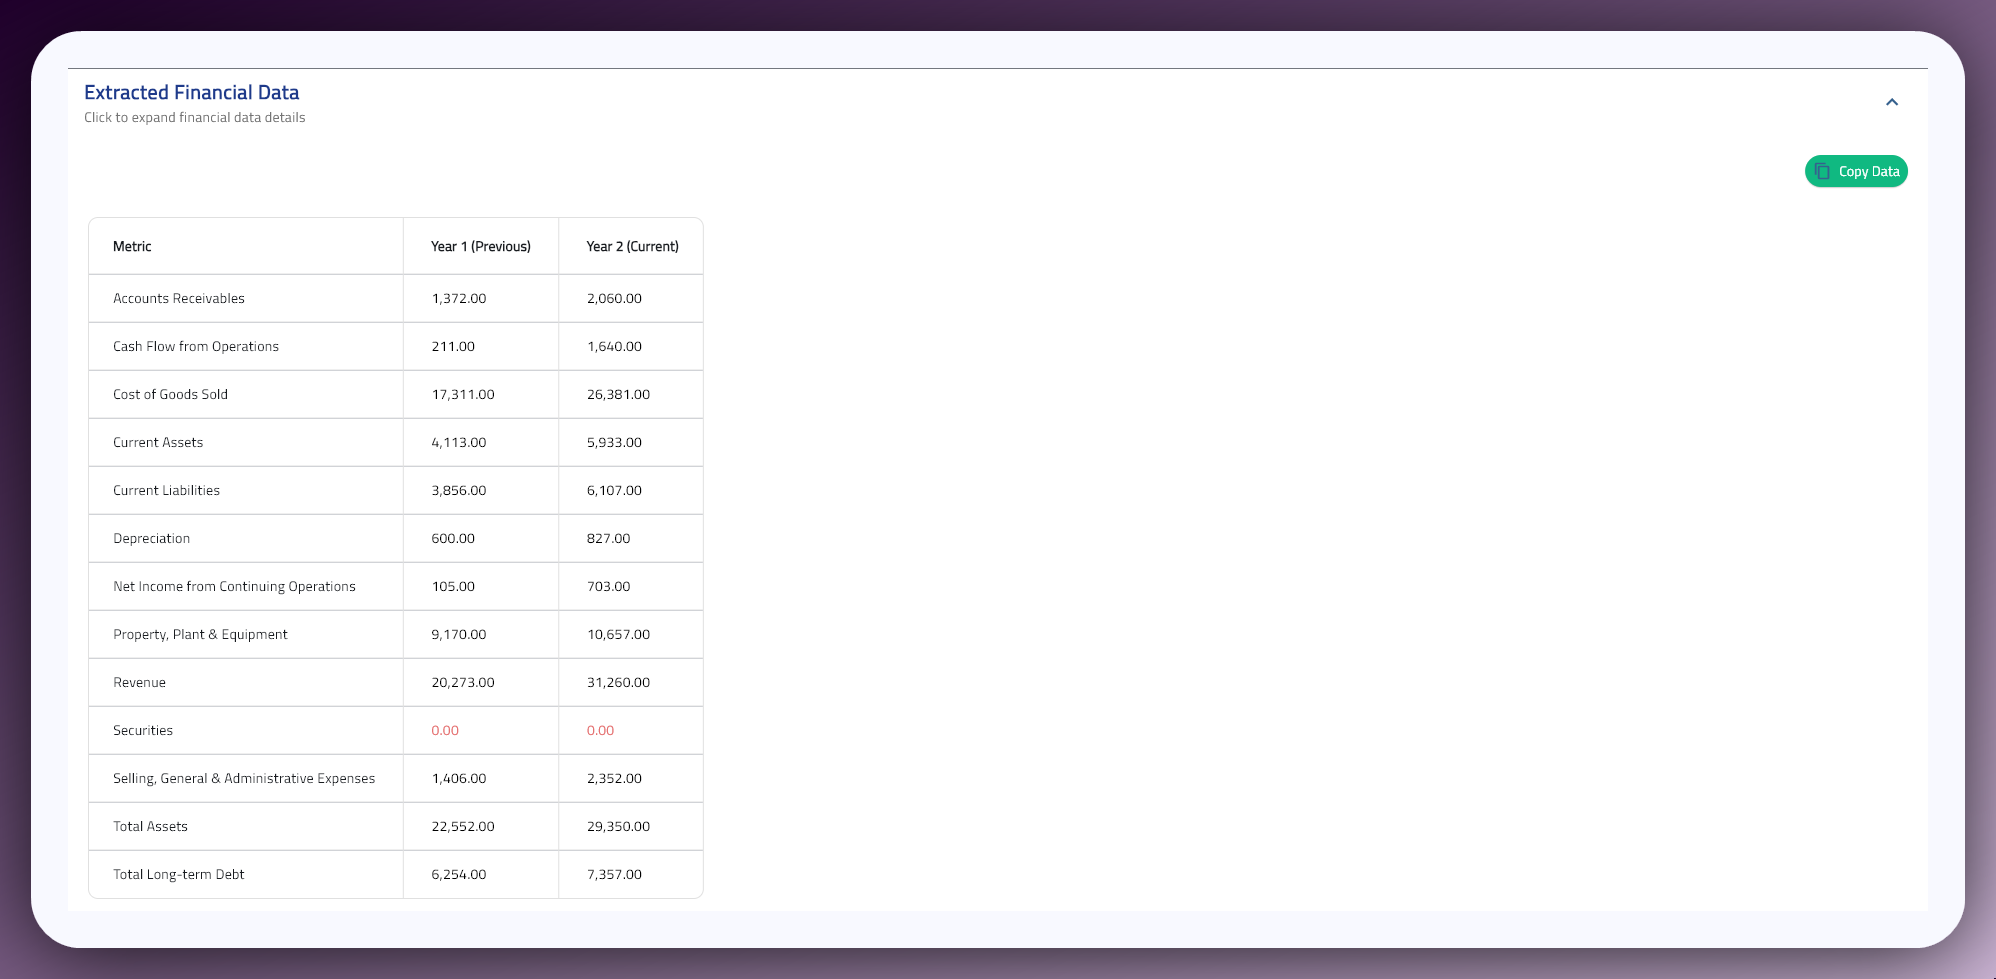 Extracted Financial Data
Click to expand financial data details
Copy Data
Metric Year 1 (Previous) Year 2 (Current)
Accounts Receivables 1,372.00 2,060.00
Cash Flow from Operations 211.00 1,640.00
Cost of Goods Sold 17,311.00 26,381.00
Current Assets 4,113.00 5,933.00
Current Liabilities 3,856.00 6,107.00
Depreciation 600.00 827.00
Net Income from Continuing Operations 105.00 703.00
Property, Plant & Equipment 9,170.00 10,657.00
Revenue 20,273.00 31,260.00
Securities 0.00 0.00
Selling, General & Administrative Expenses 1,406.00 2,352.00
Total Assets 22,552.00 29,350.00
Total Long-term Debt 6,254.00 7,357.00